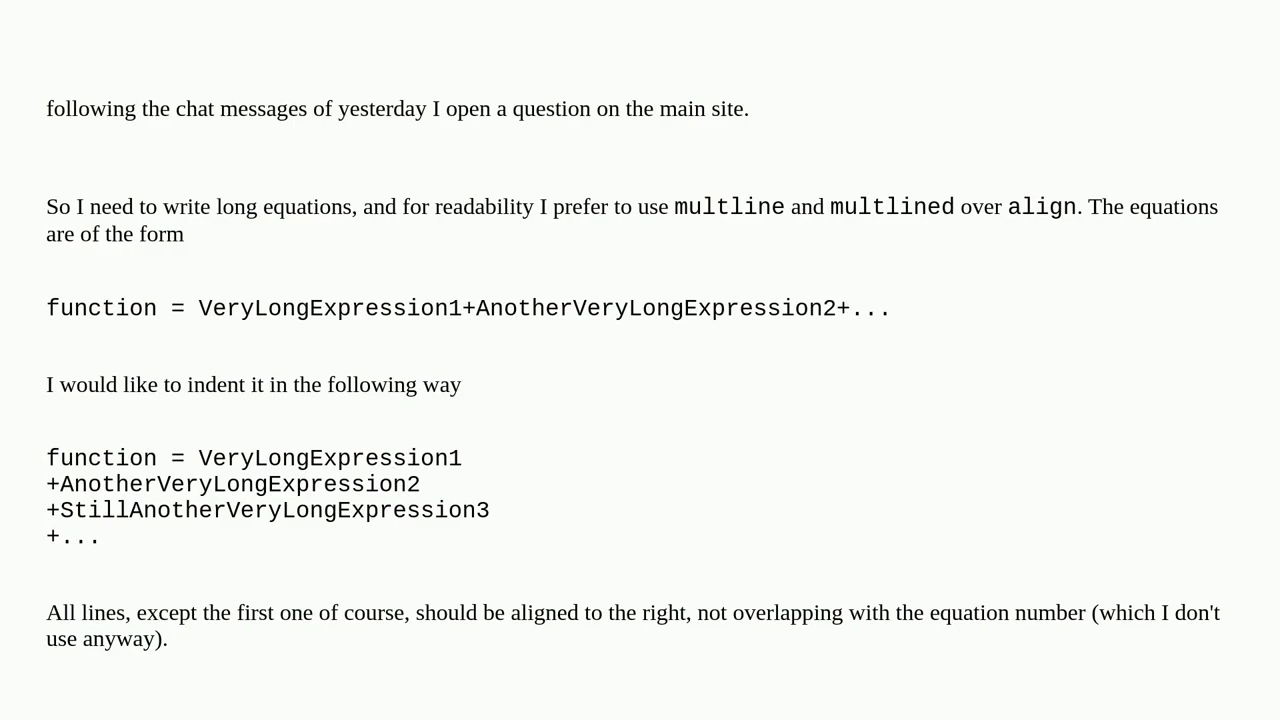 following the chat messages of yesterday I open a question on the main site.
So I need to write long equations, and for readability I prefer to use multline and multlined over align. The equations
are of the form
function = VeryLongExpression1+AnotherVeryLongExpression2+...
I would like to indent it in the following way
function = VeryLongExpression1
+AnotherVeryLongExpression2
+StillAnotherVeryLongExpression3
+...
All lines, except the first one of course, should be aligned to the right, not overlapping with the equation number (which I don't
use anyway).